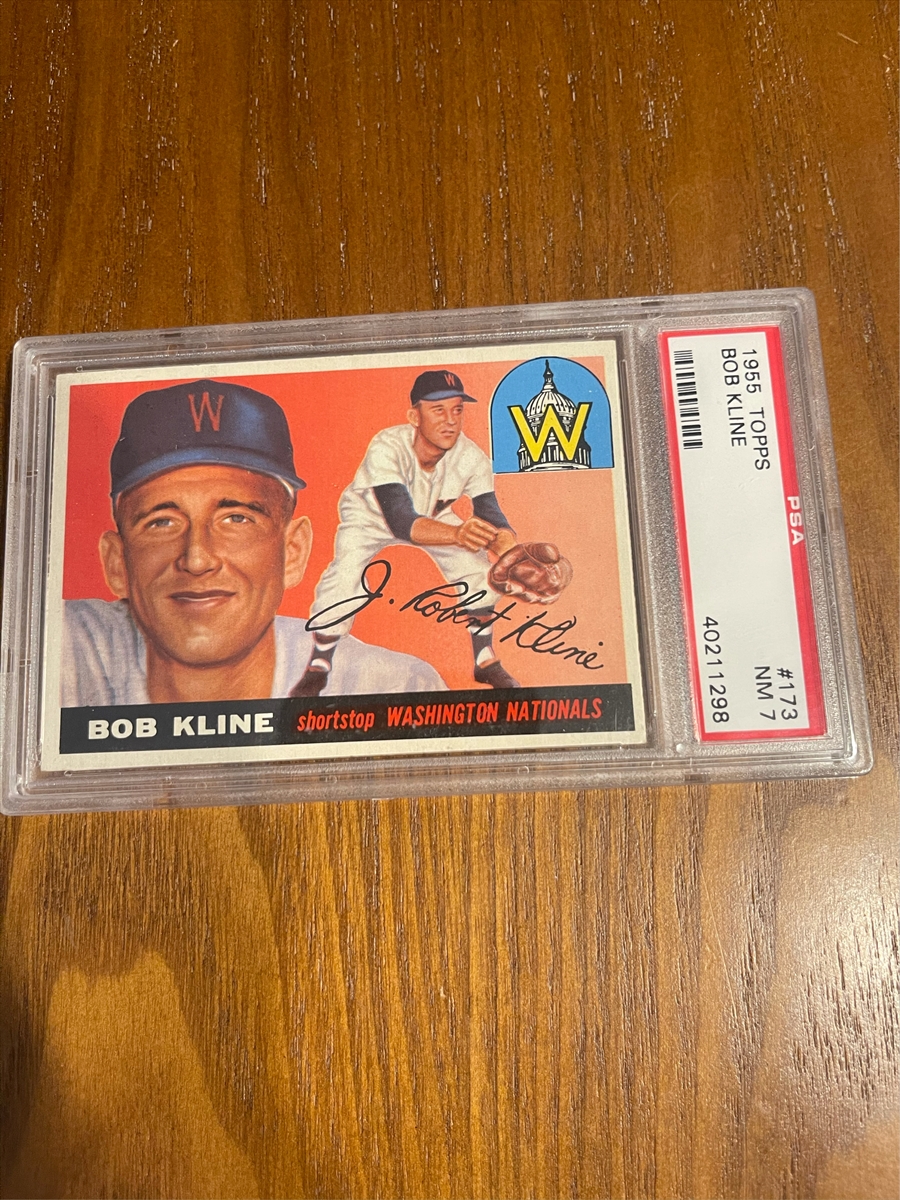 W
W
W
W
J. Robert Kline
BOB KLINE shortstop WASHINGTON NATIONALS
1955 TOPPS
BOB KLINE
PSA
#173
NM 7
40211298